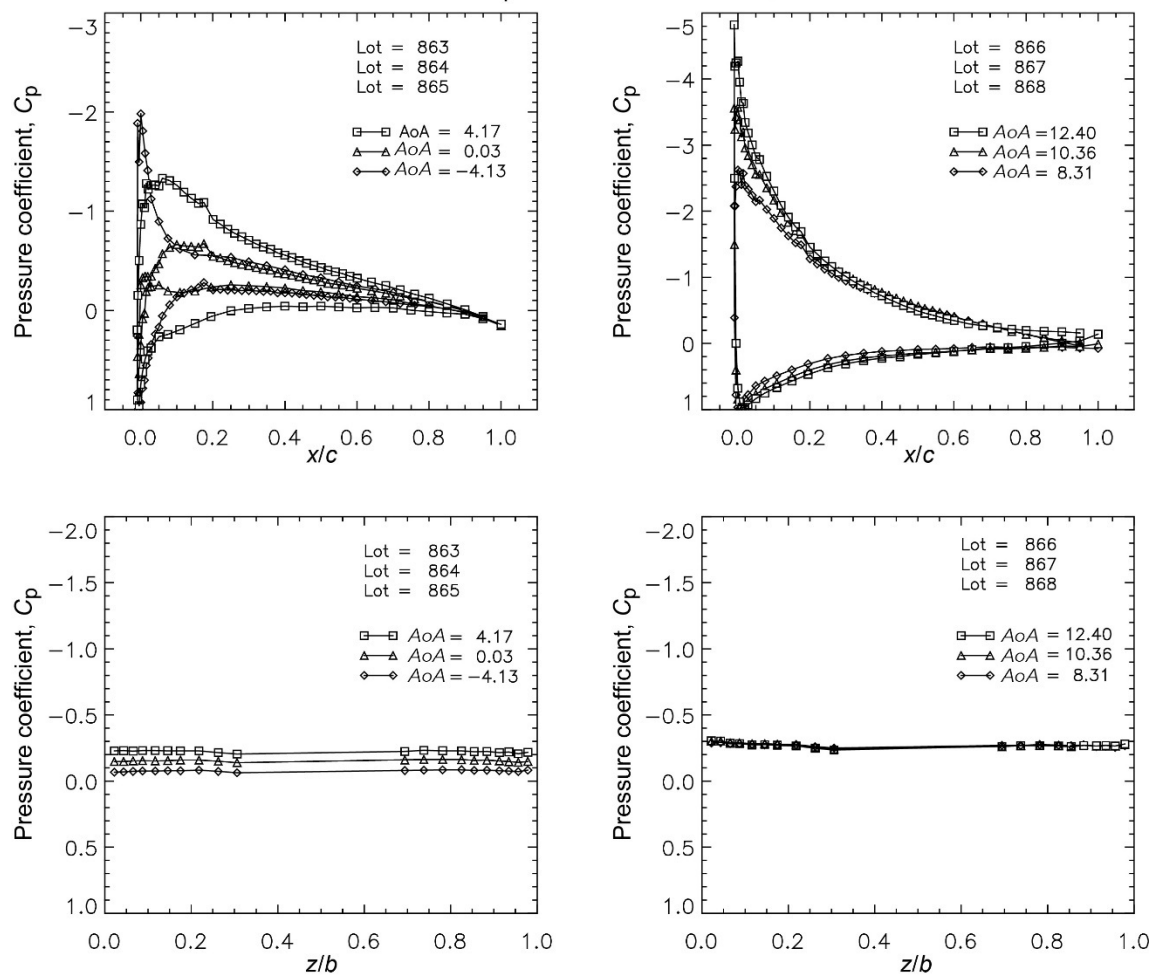 Pressure coefficient, Cp
−3
−2
−1
0
1
Lot = 863
Lot = 864
Lot = 865
AoA = 4.17
AoA = 0.03
AoA = −4.13
0.0 0.2 0.4 0.6 0.8 1.0
x/c
Pressure coefficient, Cp
−5
−4
−3
−2
−1
0
1
Lot = 866
Lot = 867
Lot = 868
AoA = 12.40
AoA = 10.36
AoA = 8.31
0.0 0.2 0.4 0.6 0.8 1.0
x/c
Pressure coefficient, Cp
−2.0
−1.5
−1.0
−0.5
0.0
0.5
1.0
Lot = 863
Lot = 864
Lot = 865
AoA = 4.17
AoA = 0.03
AoA = −4.13
0.0 0.2 0.4 0.6 0.8 1.0
z/b
Pressure coefficient, Cp
−2.0
−1.5
−1.0
−0.5
0.0
0.5
1.0
Lot = 866
Lot = 867
Lot = 868
AoA = 12.40
AoA = 10.36
AoA = 8.31
0.0 0.2 0.4 0.6 0.8 1.0
z/b